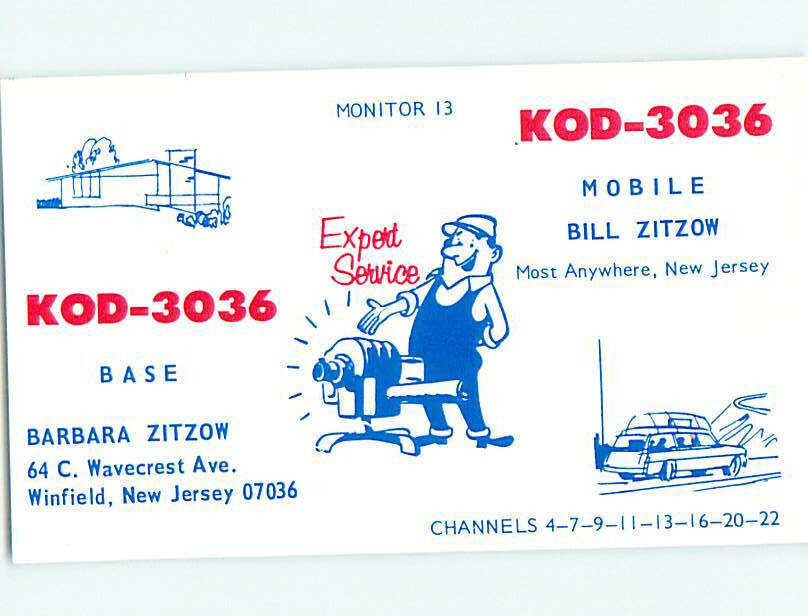 MONITOR 13
KOD-3036
MOBILE
BILL ZITZOW
Most Anywhere, New Jersey
Expert
Service
KOD-3036
BASE
BARBARA ZITZOW
64 C. Wavecrest Ave.
Winfield, New Jersey 07036
CHANNELS 4-7-9-11-13-16-20-22